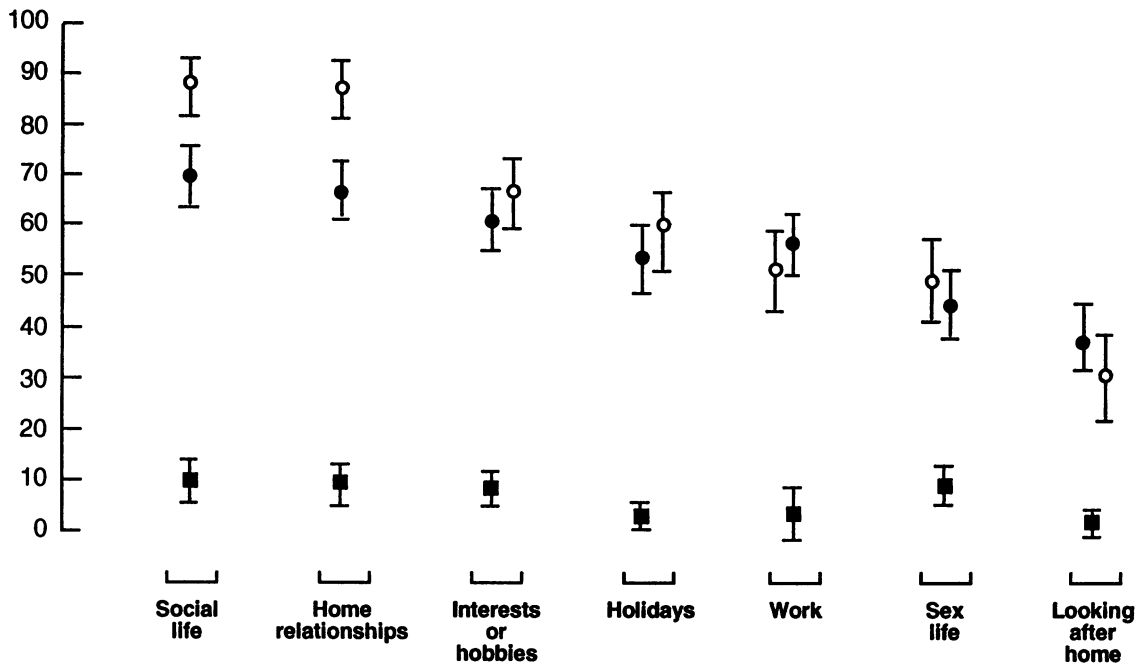 100
90
80
70
60
50
40
30
20
10
0
Social
life
Home
relationships
Interests
or
hobbies
Holidays
Work
Sex
life
Looking
after
home